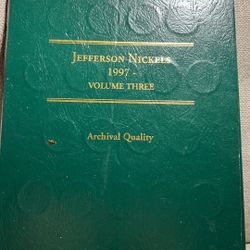 JEFFERSON NICKELS
1997
VOLUME THREE
Archival Quality